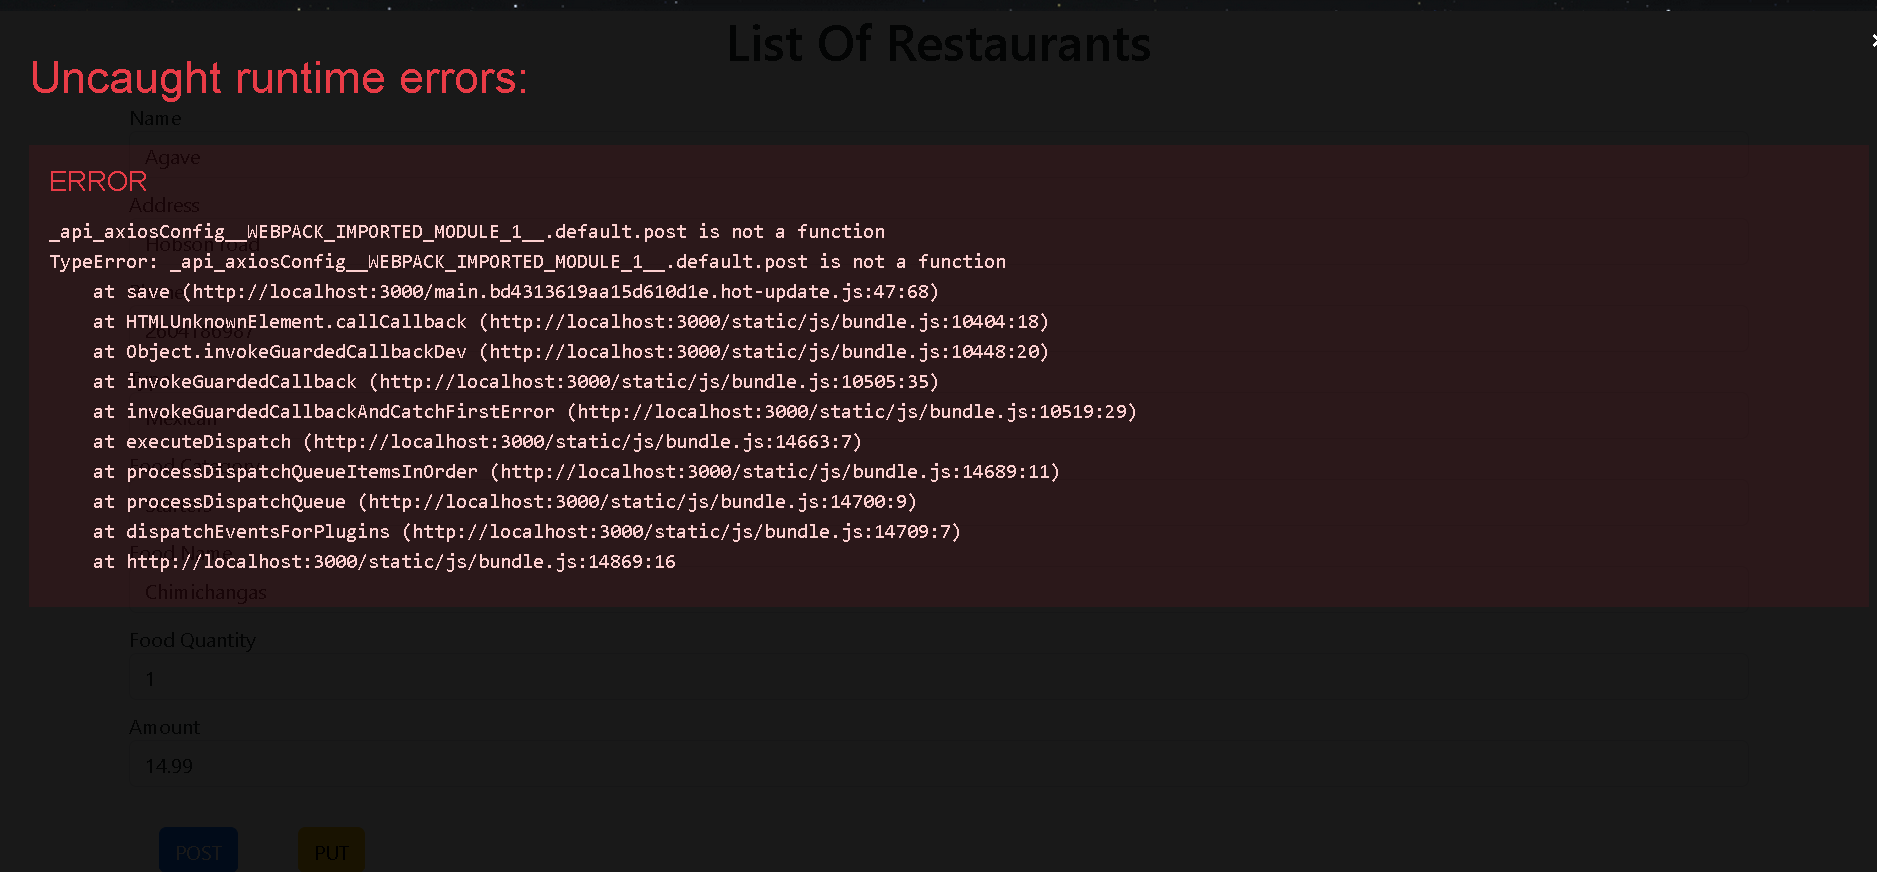 List Of Restaurants
Uncaught runtime errors:
Name
Agave
ERROR
Address
_api_axiosConfig__WEBPACK_IMPORTED_MODULE_1__.default.post is not a function
Hobson road
TypeError: _api_axiosConfig__WEBPACK_IMPORTED_MODULE_1__.default.post is not a function
at save (http://localhost:3000/main.bd4313619aa15d610d1e.hot-update.js:47:68)
at HTMLUnknownElement.callCallback (http://localhost:3000/static/js/bundle.js:10404:18)
at Object.invokeGuardedCallbackDev (http://localhost:3000/static/js/bundle.js:10448:20)
at invokeGuardedCallback (http://localhost:3000/static/js/bundle.js:10505:35)
at invokeGuardedCallbackAndCatchFirstError (http://localhost:3000/static/js/bundle.js:10519:29)
Mexican
at executeDispatch (http://localhost:3000/static/js/bundle.js:14663:7)
at processDispatchQueueItemsInOrder (http://localhost:3000/static/js/bundle.js:14689:11)
at processDispatchQueue (http://localhost:3000/static/js/bundle.js:14700:9)
at dispatchEventsForPlugins (http://localhost:3000/static/js/bundle.js:14709:7)
Food Name
at http://localhost:3000/static/js/bundle.js:14869:16
Chimichangas
Food Quantity
1
Amount
14.99
POST PUT